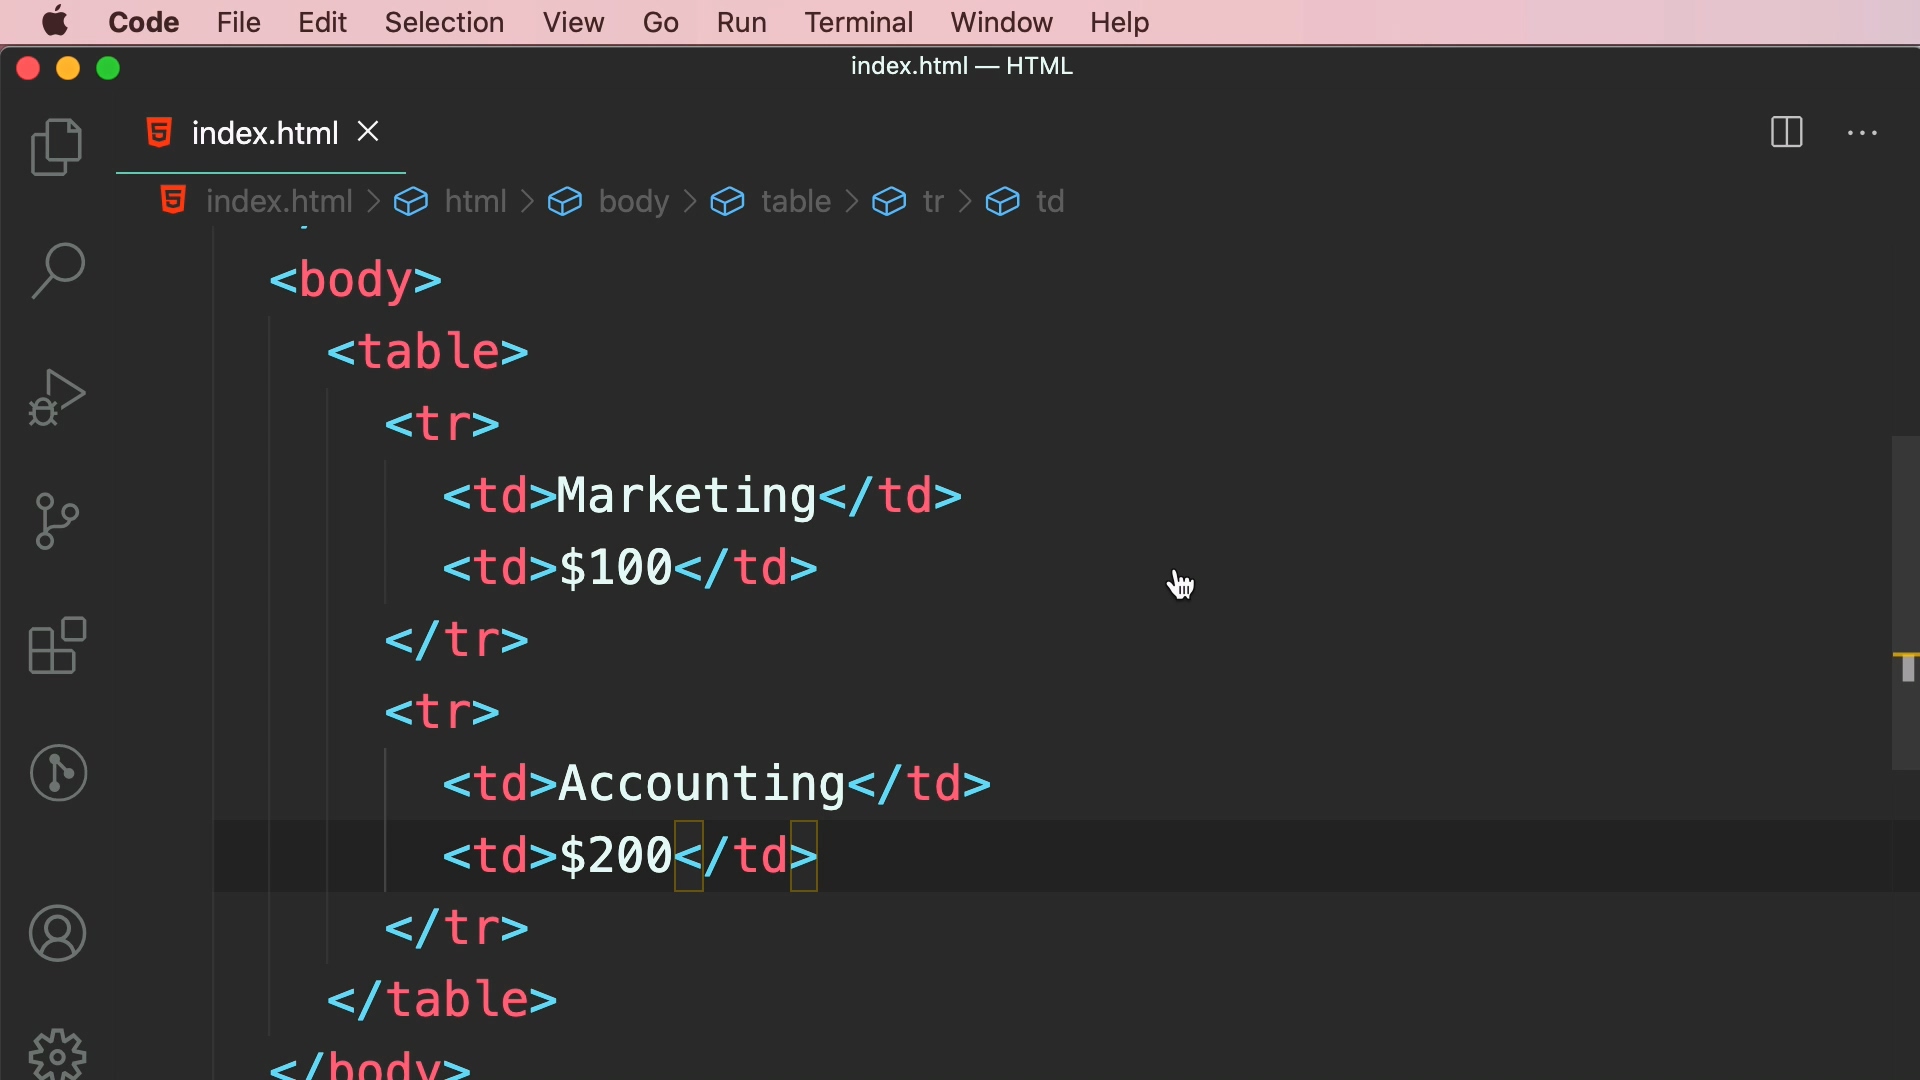 Code File Edit Selection View Go Run Terminal Window Help
index.html — HTML
index.html
index.html > html > body > table > tr > td
<body>
<table>
<tr>
<td>Marketing</td>
<td>$100</td>
</tr>
<tr>
<td>Accounting</td>
<td>$200</td>
</tr>
</table>
</body>